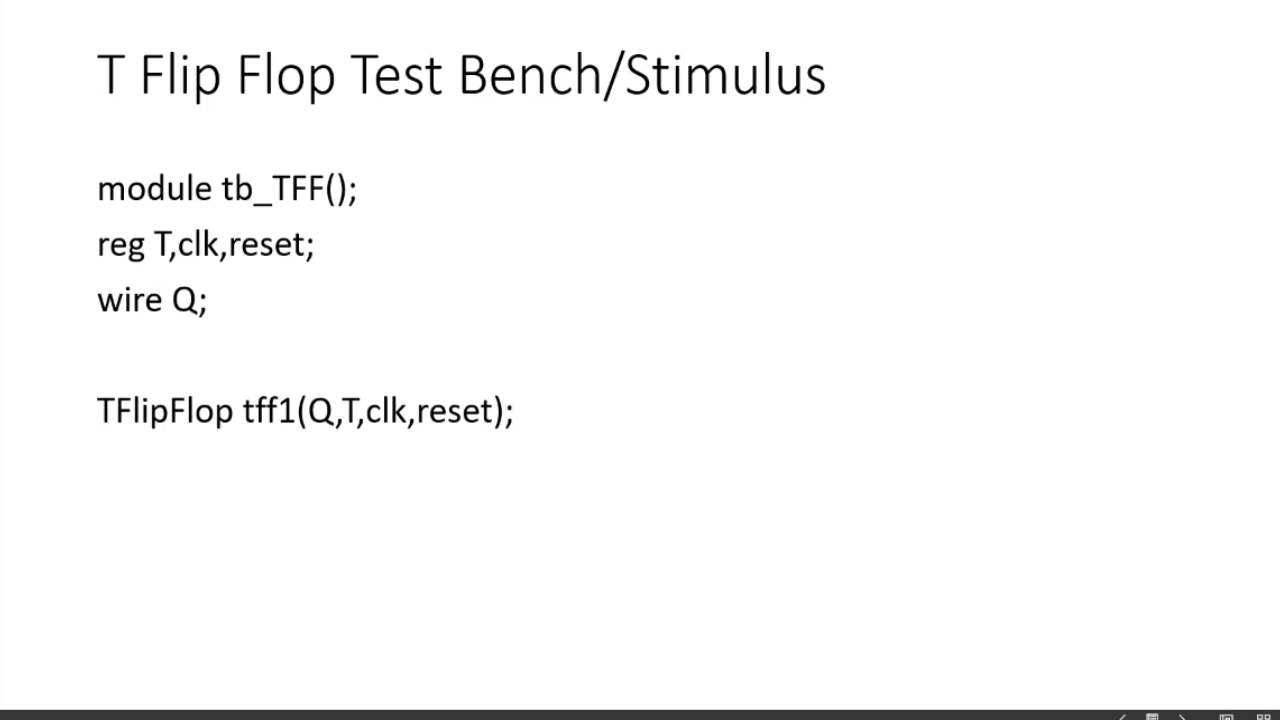 T Flip Flop Test Bench/Stimulus
module tb_TFF();
reg T,clk,reset;
wire Q;
TFlipFlop tff1(Q,T,clk,reset);